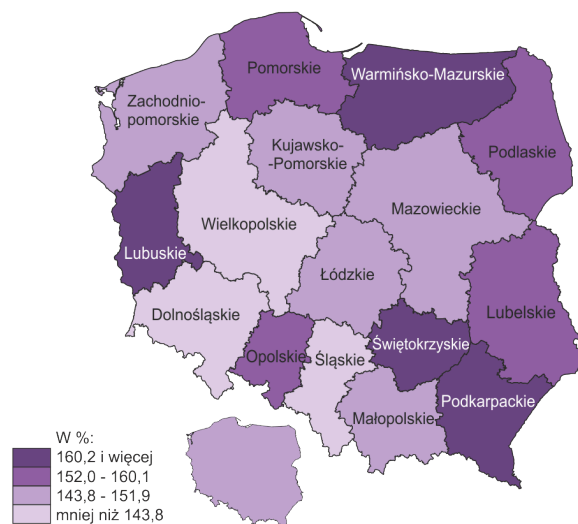 Pomorskie
Warmińsko-Mazurskie
Zachodnio-
pomorskie
Kujawsko-
-Pomorskie
Podlaskie
Wielkopolskie
Mazowieckie
Lubuskie
Łódzkie
Dolnośląskie
Lubelskie
Opolskie
Śląskie
Świętokrzyskie
Małopolskie
Podkarpackie
W %:
160,2 i więcej
152,0 - 160,1
143,8 - 151,9
mniej niż 143,8